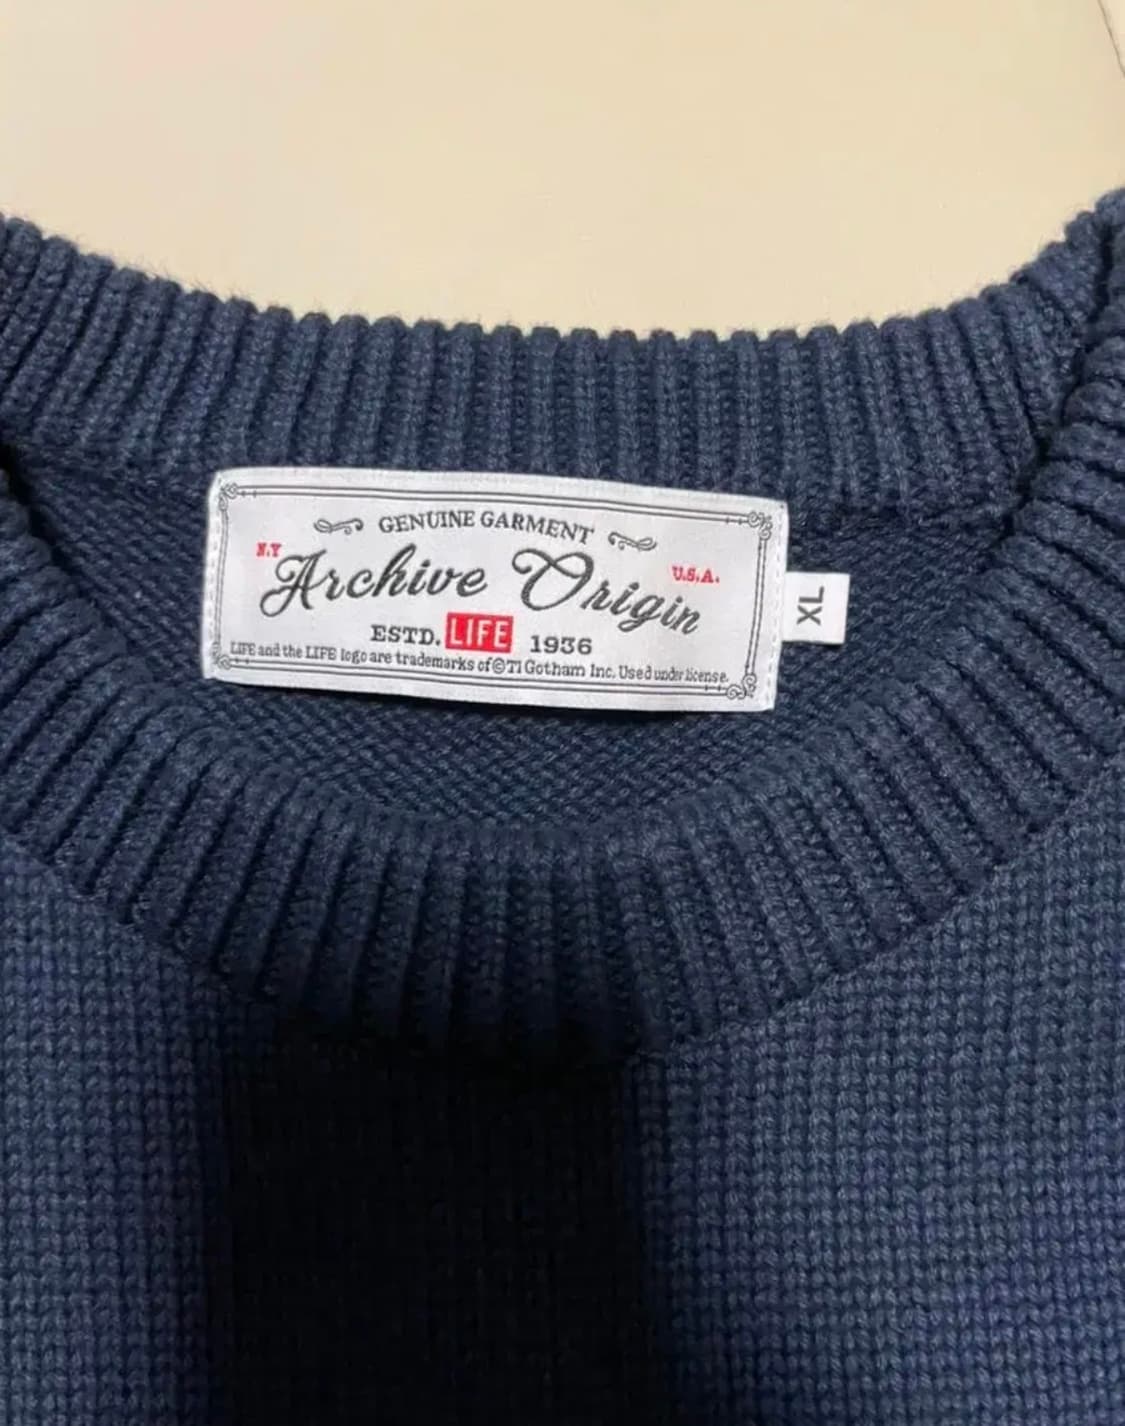 GENUINE GARMENT
N.Y
Archive Origin
U.S.A.
ESTD. LIFE 1936
LIFE and the LIFE logo are trademarks of ©TI Gotham Inc. Used under license.
XL